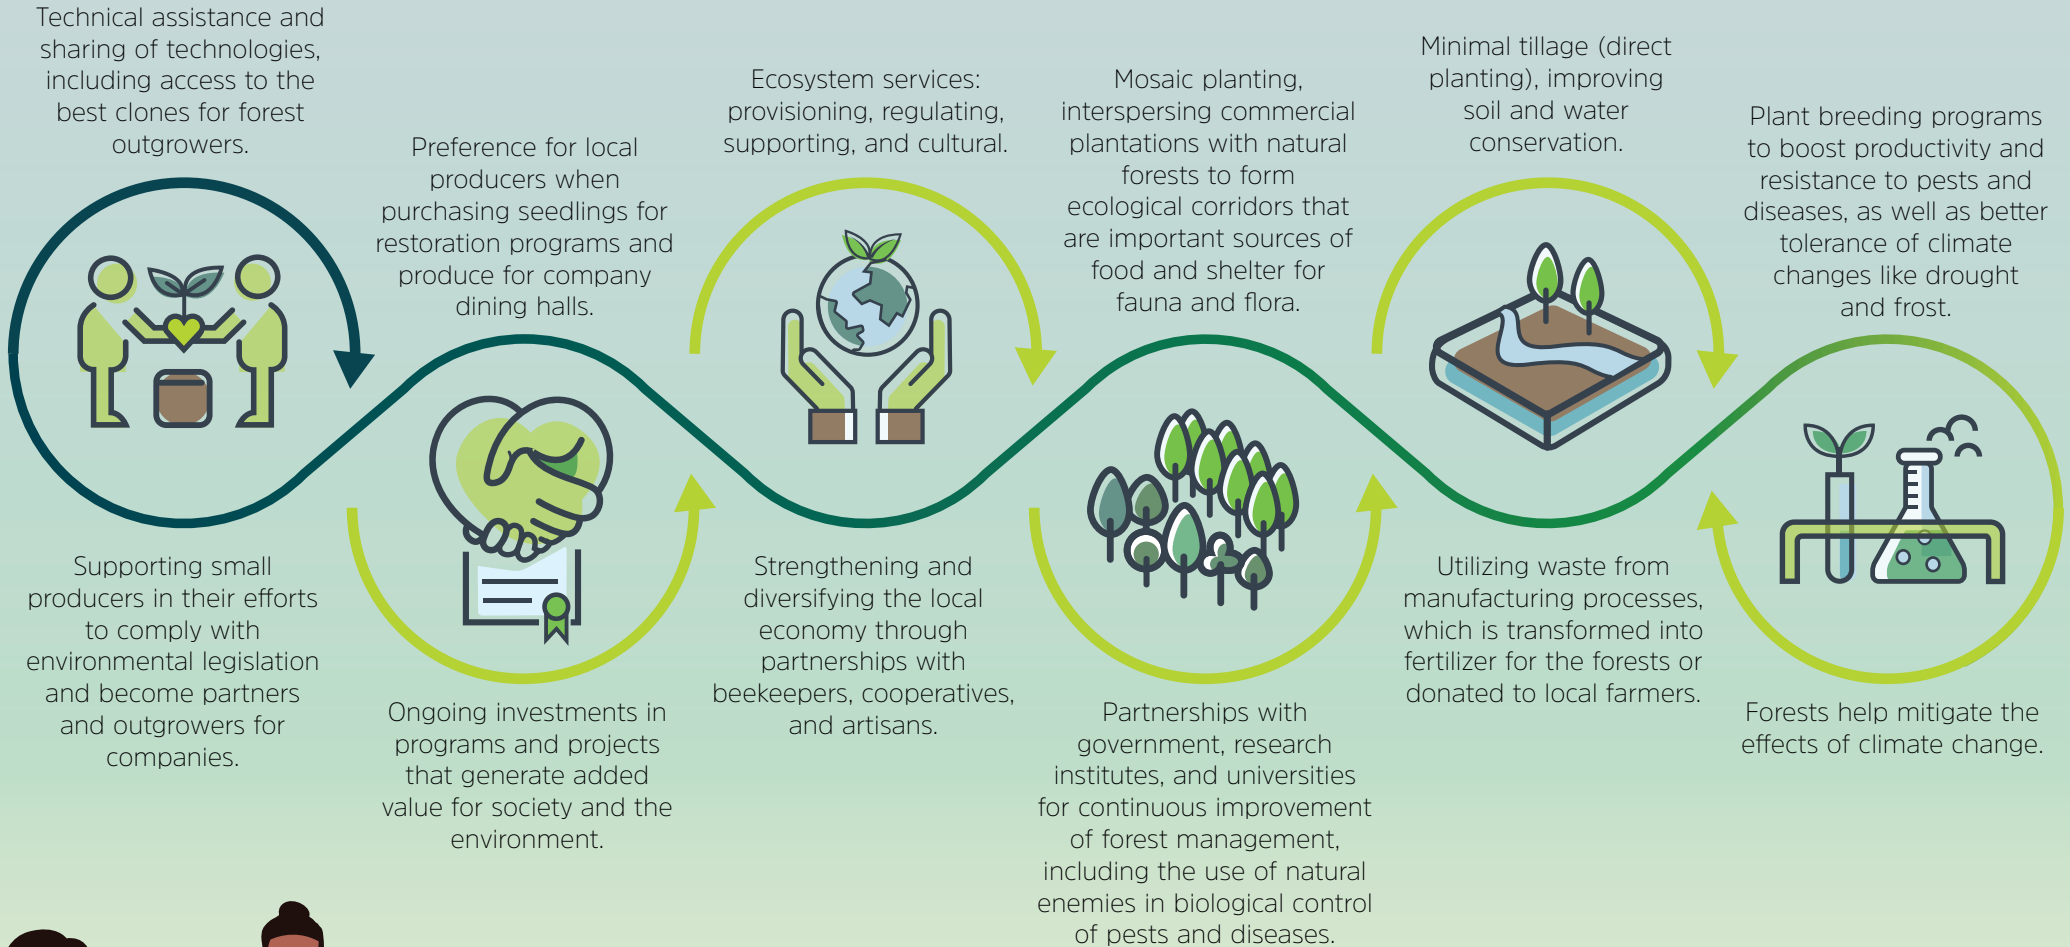 Technical assistance and
sharing of technologies,
including access to the
best clones for forest
outgrowers.
Preference for local
producers when
purchasing seedlings for
restoration programs and
produce for company
dining halls.
Ecosystem services:
provisioning, regulating,
supporting, and cultural.
Mosaic planting,
interspersing commercial
plantations with natural
forests to form
ecological corridors that
are important sources of
food and shelter for
fauna and flora.
Minimal tillage (direct
planting), improving
soil and water
conservation.
Plant breeding programs
to boost productivity and
resistance to pests and
diseases, as well as better
tolerance of climate
changes like drought
and frost.
Supporting small
producers in their efforts
to comply with
environmental legislation
and become partners
and outgrowers for
companies.
Ongoing investments in
programs and projects
that generate added
value for society and the
environment.
Strengthening and
diversifying the local
economy through
partnerships with
beekeepers, cooperatives,
and artisans.
Partnerships with
government, research
institutes, and universities
for continuous improvement
of forest management,
including the use of natural
enemies in biological control
of pests and diseases.
Utilizing waste from
manufacturing processes,
which is transformed into
fertilizer for the forests or
donated to local farmers.
Forests help mitigate the
effects of climate change.